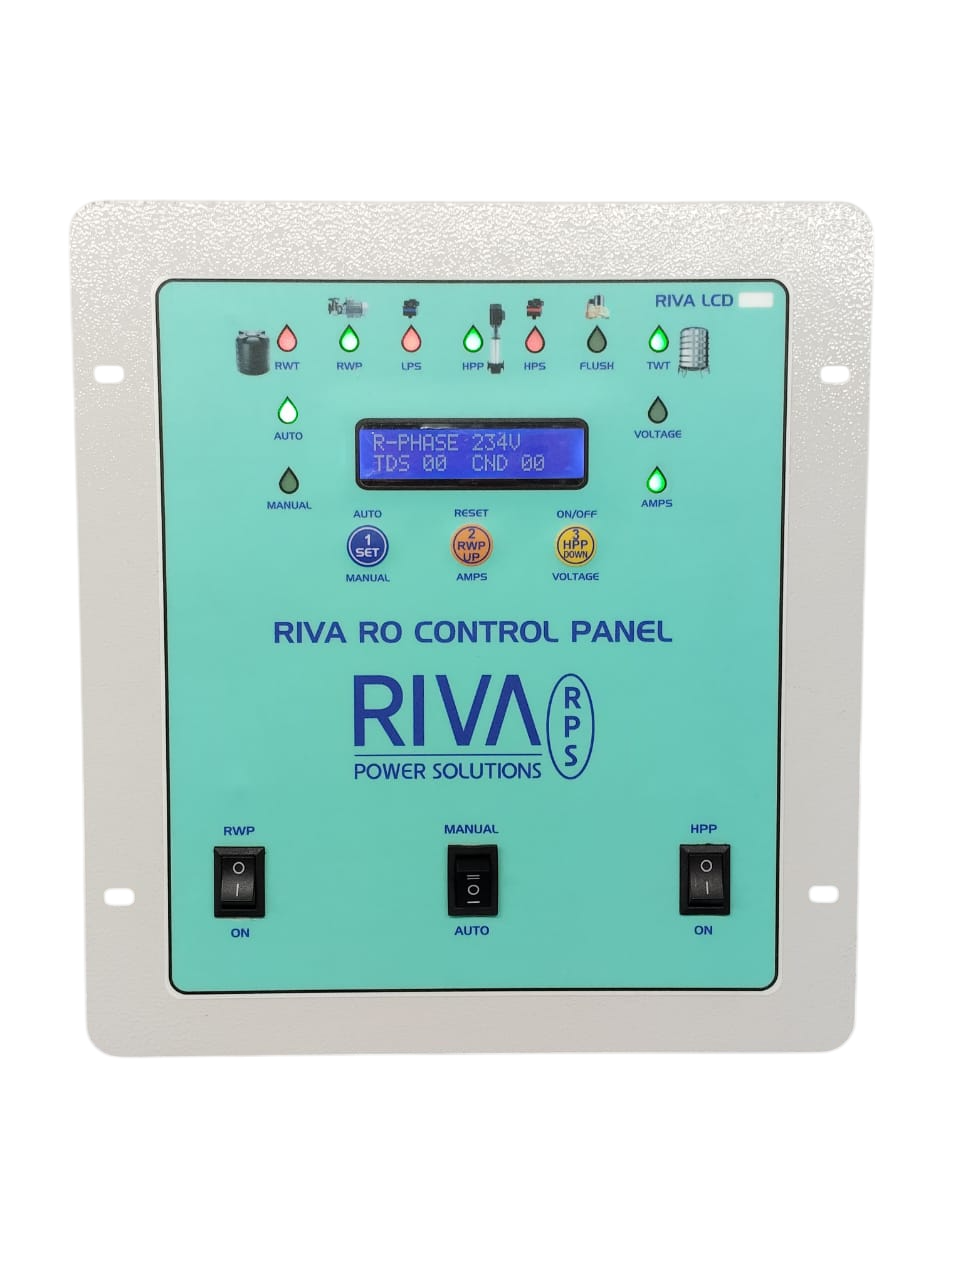 RIVA LCD
RWT RWP LPS HPP HPS FLUSH TWT
AUTO
VOLTAGE
R-PHASE 234V
TDS 00 CND 00
MANUAL
AMPS
AUTO RESET ON/OFF
1 SET
2 RWP UP
3 HPP DOWN
MANUAL AMPS VOLTAGE
RIVA RO CONTROL PANEL
RIVA RPS
POWER SOLUTIONS
RWP MANUAL HPP
ON AUTO ON